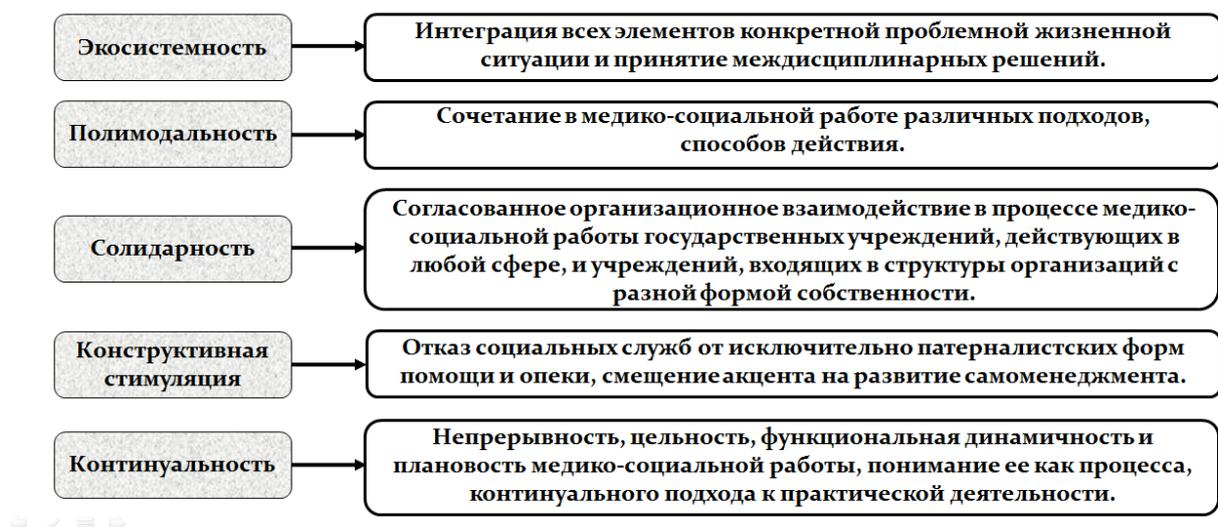 Экосистемность
Интеграция всех элементов конкретной проблемной жизненной
ситуации и принятие междисциплинарных решений.
Полимодальность
Сочетание в медико-социальной работе различных подходов,
способов действия.
Солидарность
Согласованное организационное взаимодействие в процессе медико-
социальной работы государственных учреждений, действующих в
любой сфере, и учреждений, входящих в структуры организаций с
разной формой собственности.
Конструктивная
стимуляция
Отказ социальных служб от исключительно патерналистских форм
помощи и опеки, смещение акцента на развитие самоменеджмента.
Континуальность
Непрерывность, цельность, функциональная динамичность и
плановость медико-социальной работы, понимание ее как процесса,
континуального подхода к практической деятельности.